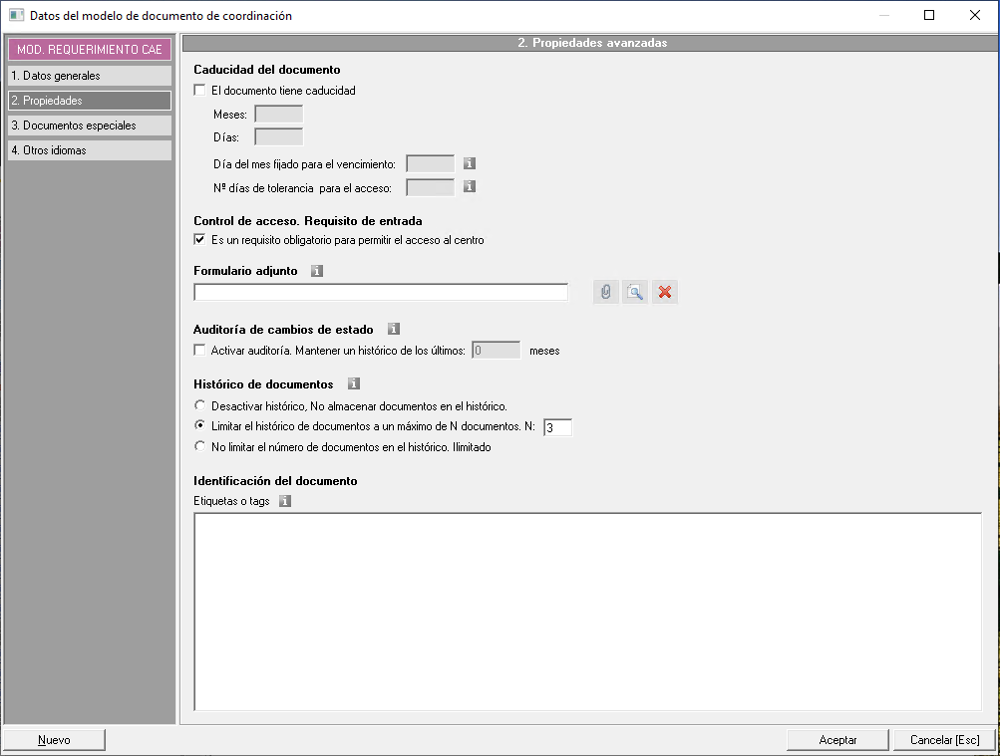 Datos del modelo de documento de coordinación
MOD. REQUERIMIENTO CAE
1. Datos generales
2. Propiedades
3. Documentos especiales
4. Otros idiomas
2. Propiedades avanzadas
Caducidad del documento
El documento tiene caducidad
Meses:
Días:
Día del mes fijado para el vencimiento:
Nº días de tolerancia para el acceso:
Control de acceso. Requisito de entrada
Es un requisito obligatorio para permitir el acceso al centro
Formulario adjunto
Auditoría de cambios de estado
Activar auditoría. Mantener un histórico de los últimos: 0 meses
Histórico de documentos
Desactivar histórico, No almacenar documentos en el histórico.
Limitar el histórico de documentos a un máximo de N documentos. N: 3
No limitar el número de documentos en el histórico. Ilimitado
Identificación del documento
Etiquetas o tags
Nuevo
Aceptar
Cancelar [Esc]